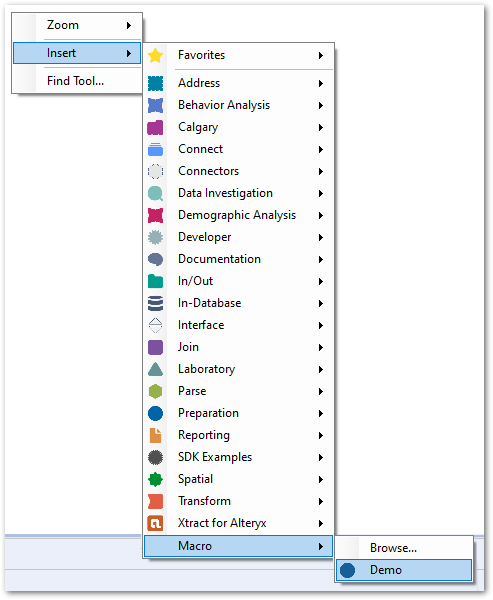 Zoom
Insert
Find Tool...
Favorites
Address
Behavior Analysis
Calgary
Connect
Connectors
Data Investigation
Demographic Analysis
Developer
Documentation
In/Out
In-Database
Interface
Join
Laboratory
Parse
Preparation
Reporting
SDK Examples
Spatial
Transform
Xtract for Alteryx
Macro
Browse...
Demo